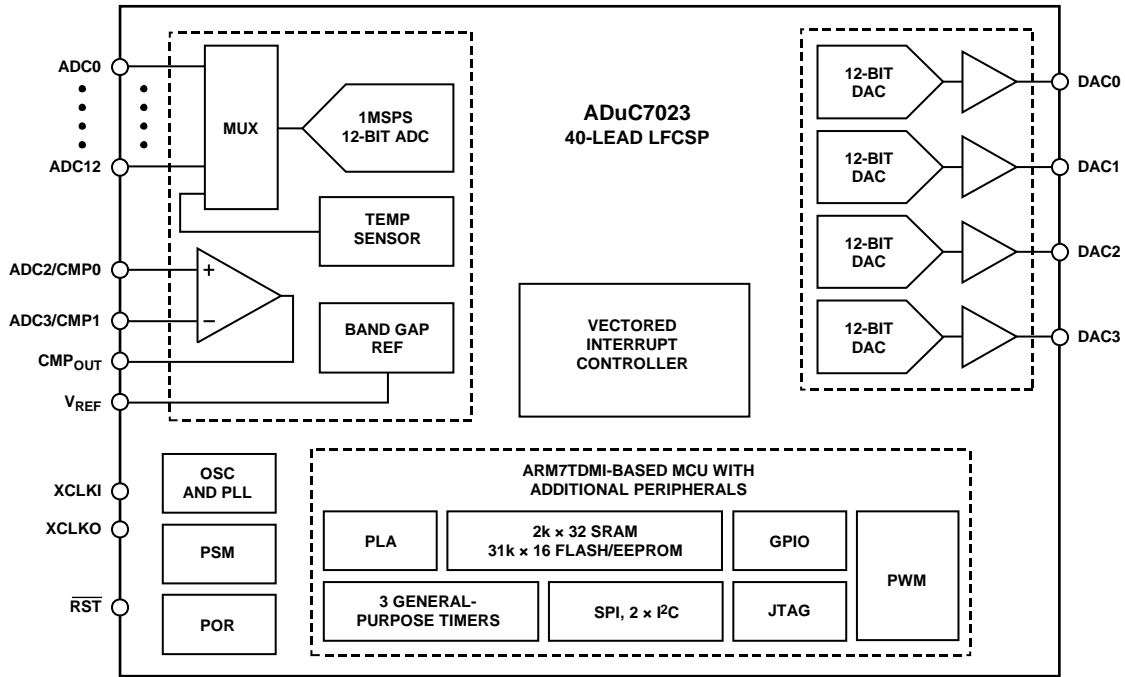 ADC0
ADC12
MUX
1MSPS
12-BIT ADC
TEMP
SENSOR
ADC2/CMP0
+
ADC3/CMP1
−
CMPOUT
BAND GAP
REF
VREF
ADuC7023
40-LEAD LFCSP
VECTORED
INTERRUPT
CONTROLLER
12-BIT
DAC
DAC0
12-BIT
DAC
DAC1
12-BIT
DAC
DAC2
12-BIT
DAC
DAC3
XCLKI
XCLKO
RST
OSC
AND PLL
PSM
POR
ARM7TDMI-BASED MCU WITH
ADDITIONAL PERIPHERALS
PLA
2k × 32 SRAM
31k × 16 FLASH/EEPROM
GPIO
PWM
3 GENERAL-
PURPOSE TIMERS
SPI, 2 × I²C
JTAG